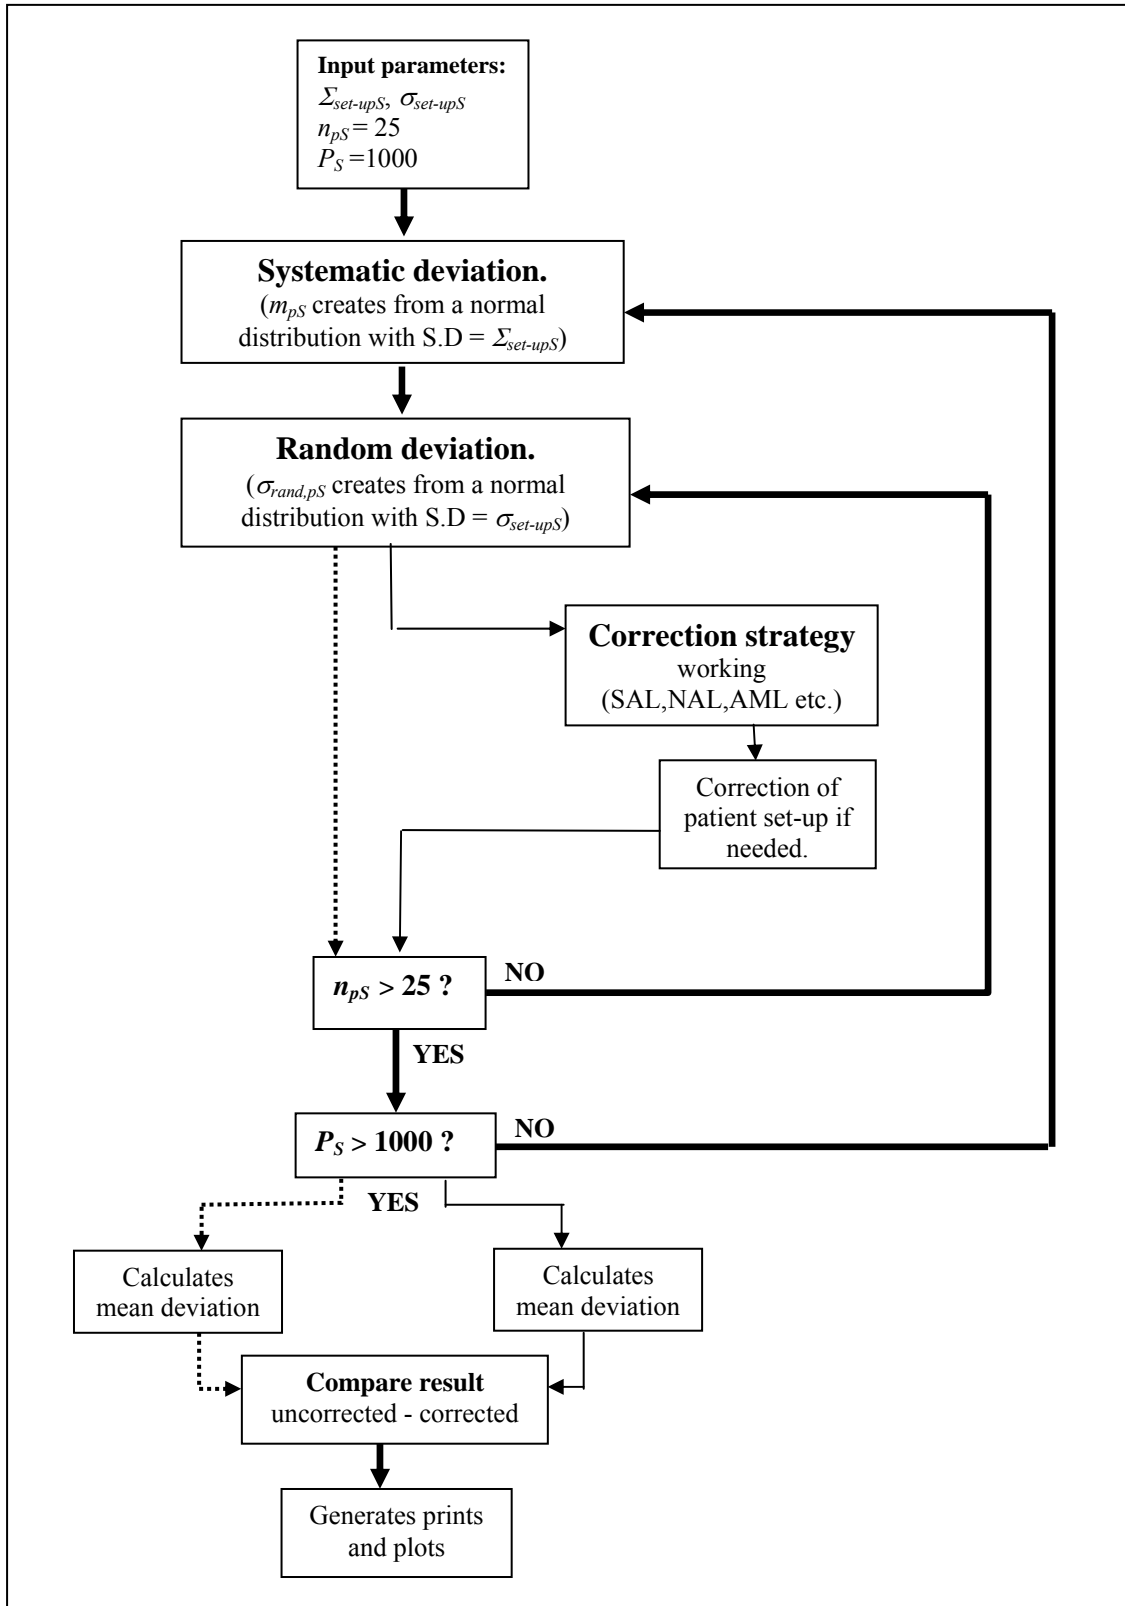 Input parameters:
Σset-upS, σset-upS
npS = 25
PS =1000
Systematic deviation.
(mpS creates from a normal
distribution with S.D = Σset-upS)
Random deviation.
(σrand,pS creates from a normal
distribution with S.D = σset-upS)
Correction strategy
working
(SAL,NAL,AML etc.)
Correction of
patient set-up if
needed.
npS > 25 ?
NO
YES
PS > 1000 ?
NO
YES
Calculates
mean deviation
Calculates
mean deviation
Compare result
uncorrected - corrected
Generates prints
and plots